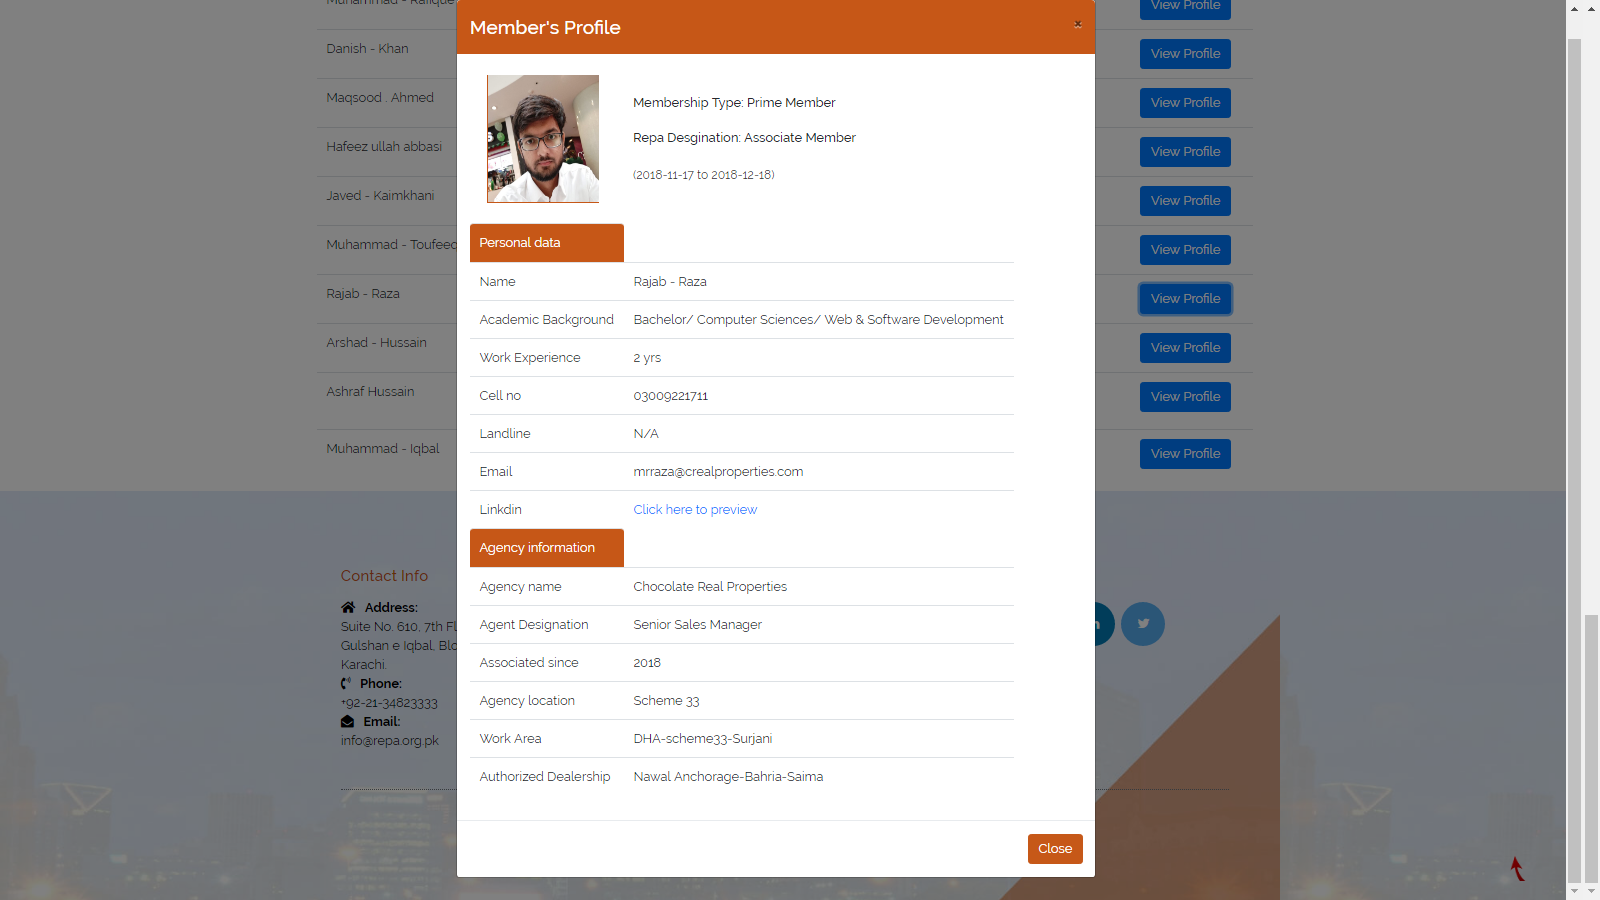 Muhammad - Rafique
View Profile
Danish - Khan
View Profile
Maqsood . Ahmed
View Profile
Hafeez ullah abbasi
View Profile
Javed - Kaimkhani
View Profile
Muhammad - Toufeeq
View Profile
Rajab - Raza
View Profile
Arshad - Hussain
View Profile
Ashraf Hussain
View Profile
Muhammad - Iqbal
View Profile
Member's Profile
×
Membership Type: Prime Member
Repa Desgination: Associate Member
(2018-11-17 to 2018-12-18)
Personal data
Name Rajab - Raza
Academic Background Bachelor/ Computer Sciences/ Web & Software Development
Work Experience 2 yrs
Cell no 03009221711
Landline N/A
Email mrraza@crealproperties.com
Linkdin Click here to preview
Agency information
Agency name Chocolate Real Properties
Agent Designation Senior Sales Manager
Associated since 2018
Agency location Scheme 33
Work Area DHA-scheme33-Surjani
Authorized Dealership Nawal Anchorage-Bahria-Saima
Close
Contact Info
Address:
Suite No. 610, 7th
Gulshan e Iqbal,
Karachi.
Phone:
+92-21-34823333
Email:
info@repa.org.pk